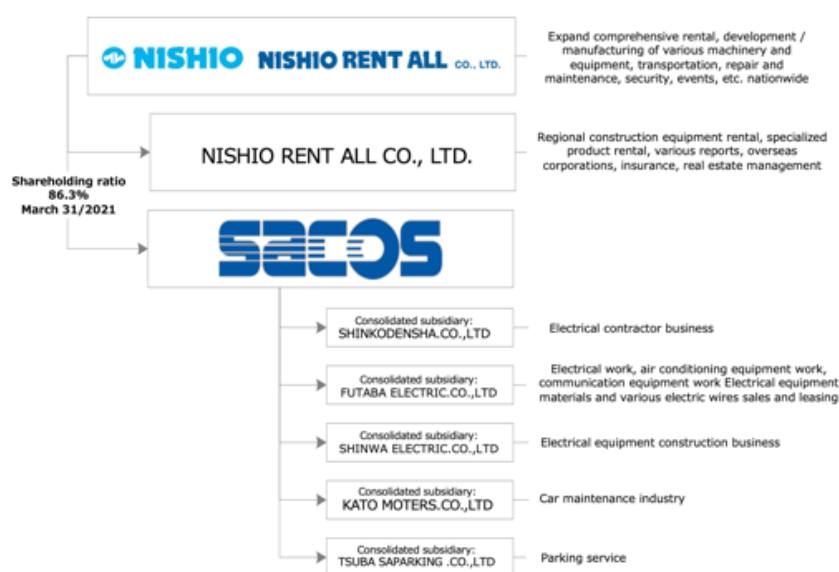 NISHIO NISHIO RENT ALL CO., LTD.
Expand comprehensive rental, development /
manufacturing of various machinery and
equipment, transportation, repair and
maintenance, security, events, etc. nationwide
NISHIO RENT ALL CO., LTD.
Regional construction equipment rental, specialized
product rental, various reports, overseas
corporations, insurance, real estate management
Shareholding ratio
86.3%
March 31/2021
SACOS
Consolidated subsidiary:
SHINKODENSHA.CO.,LTD
Electrical contractor business
Consolidated subsidiary:
FUTABA ELECTRIC.CO.,LTD
Electrical work, air conditioning equipment work,
communication equipment work Electrical equipment
materials and various electric wires sales and leasing
Consolidated subsidiary:
SHINWA ELECTRIC.CO.,LTD
Electrical equipment construction business
Consolidated subsidiary:
KATO MOTERS.CO.,LTD
Car maintenance industry
Consolidated subsidiary:
TSUBA SAPARKING .CO.,LTD
Parking service